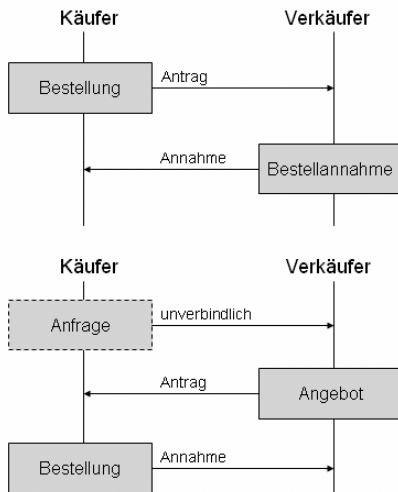 Käufer Verkäufer
Antrag
Bestellung
Annahme
Bestellannahme
Käufer Verkäufer
unverbindlich
Anfrage
Antrag
Angebot
Annahme
Bestellung